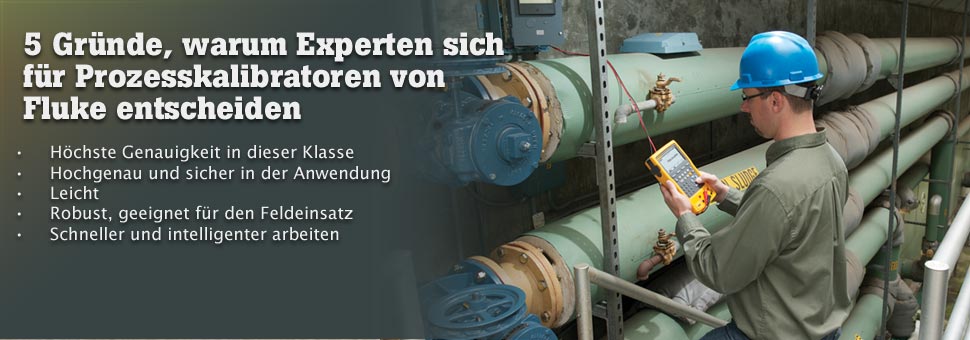 5 Gründe, warum Experten sich
für Prozesskalibratoren von
Fluke entscheiden
• Höchste Genauigkeit in dieser Klasse
• Hochgenau und sicher in der Anwendung
• Leicht
• Robust, geeignet für den Feldeinsatz
• Schneller und intelligenter arbeiten